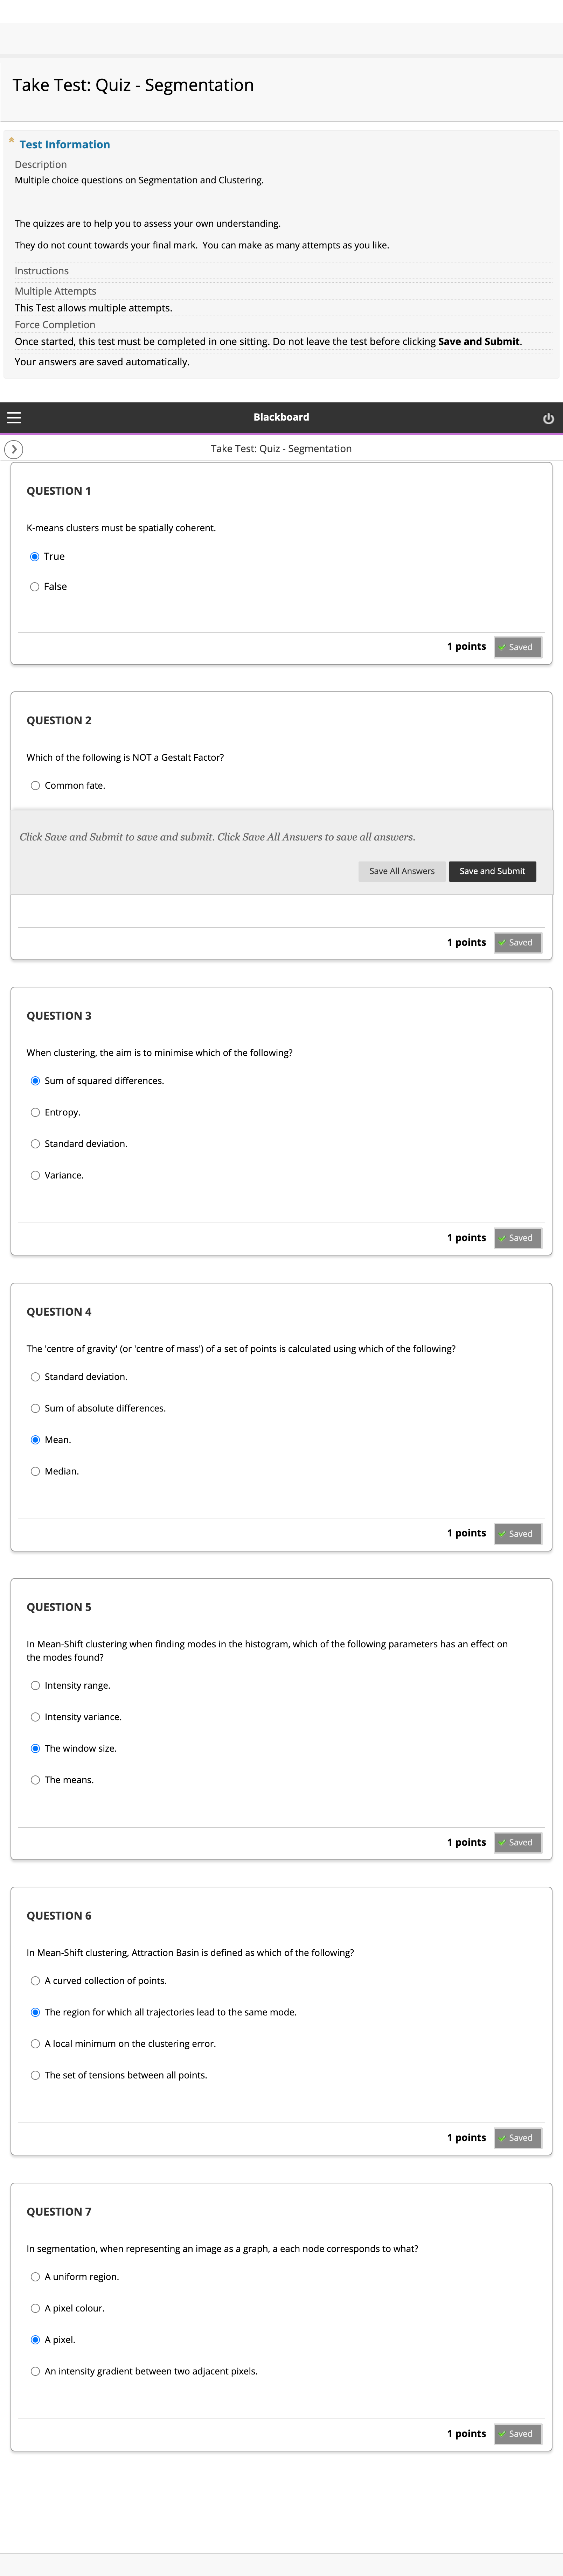 Take Test: Quiz - Segmentation
Test Information
Description
Multiple choice questions on Segmentation and Clustering.
The quizzes are to help you to assess your own understanding.
They do not count towards your final mark.  You can make as many attempts as you like.
Instructions
Multiple Attempts
This Test allows multiple attempts.
Force Completion
Once started, this test must be completed in one sitting. Do not leave the test before clicking Save and Submit.
Your answers are saved automatically.
Blackboard
Take Test: Quiz - Segmentation
QUESTION 1
K-means clusters must be spatially coherent.
True
False
1 points
Saved
QUESTION 2
Which of the following is NOT a Gestalt Factor?
Common fate.
Click Save and Submit to save and submit. Click Save All Answers to save all answers.
Save All Answers
Save and Submit
1 points
Saved
QUESTION 3
When clustering, the aim is to minimise which of the following?
Sum of squared differences.
Entropy.
Standard deviation.
Variance.
1 points
Saved
QUESTION 4
The 'centre of gravity' (or 'centre of mass') of a set of points is calculated using which of the following?
Standard deviation.
Sum of absolute differences.
Mean.
Median.
1 points
Saved
QUESTION 5
In Mean-Shift clustering when finding modes in the histogram, which of the following parameters has an effect on
the modes found?
Intensity range.
Intensity variance.
The window size.
The means.
1 points
Saved
QUESTION 6
In Mean-Shift clustering, Attraction Basin is defined as which of the following?
A curved collection of points.
The region for which all trajectories lead to the same mode.
A local minimum on the clustering error.
The set of tensions between all points.
1 points
Saved
QUESTION 7
In segmentation, when representing an image as a graph, a each node corresponds to what?
A uniform region.
A pixel colour.
A pixel.
An intensity gradient between two adjacent pixels.
1 points
Saved